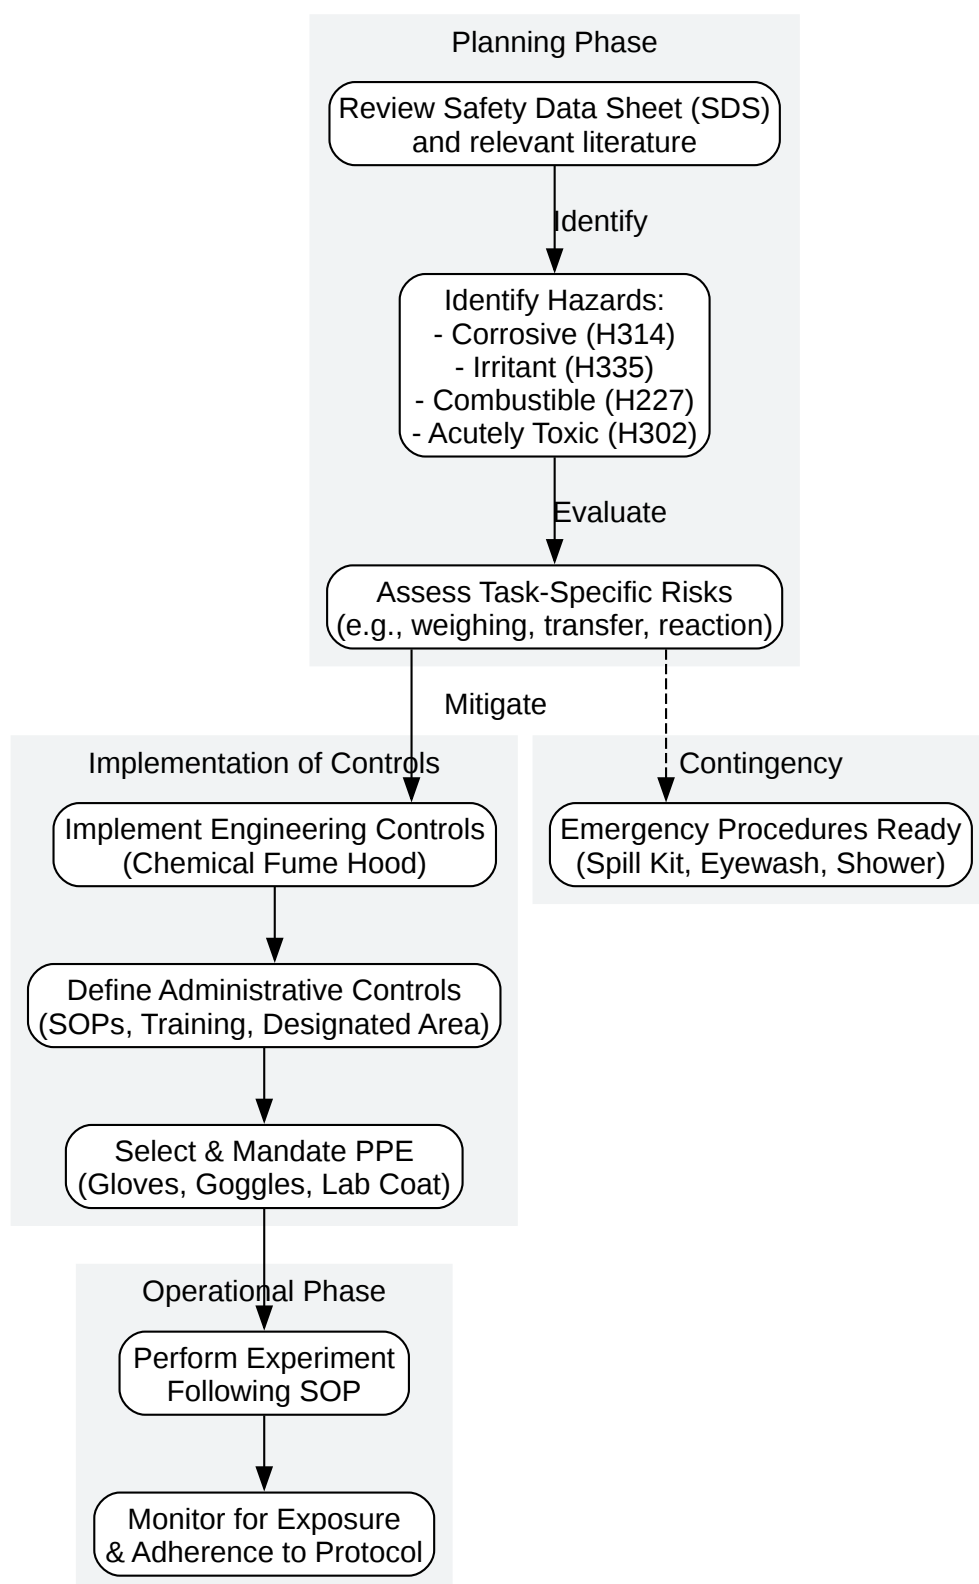 Planning Phase
Review Safety Data Sheet (SDS)
and relevant literature
Identify
Identify Hazards:
- Corrosive (H314)
- Irritant (H335)
- Combustible (H227)
- Acutely Toxic (H302)
Evaluate
Assess Task-Specific Risks
(e.g., weighing, transfer, reaction)
Mitigate
Implementation of Controls
Implement Engineering Controls
(Chemical Fume Hood)
Define Administrative Controls
(SOPs, Training, Designated Area)
Select & Mandate PPE
(Gloves, Goggles, Lab Coat)
Contingency
Emergency Procedures Ready
(Spill Kit, Eyewash, Shower)
Operational Phase
Perform Experiment
Following SOP
Monitor for Exposure
& Adherence to Protocol